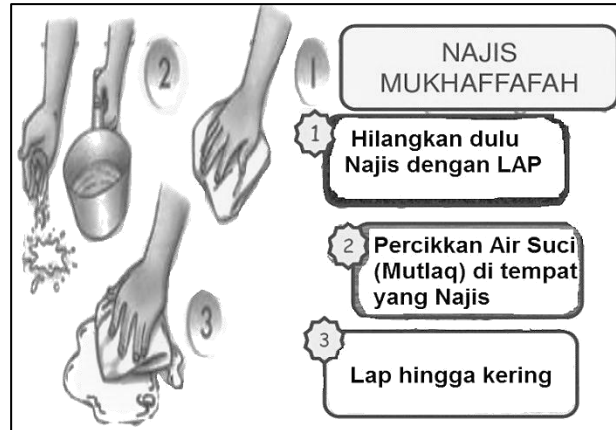 NAJIS
MUKHAFFAFAH
1
Hilangkan dulu
Najis dengan LAP
2
Percikkan Air Suci
(Mutlaq) di tempat
yang Najis
3
Lap hingga kering
1
2
3